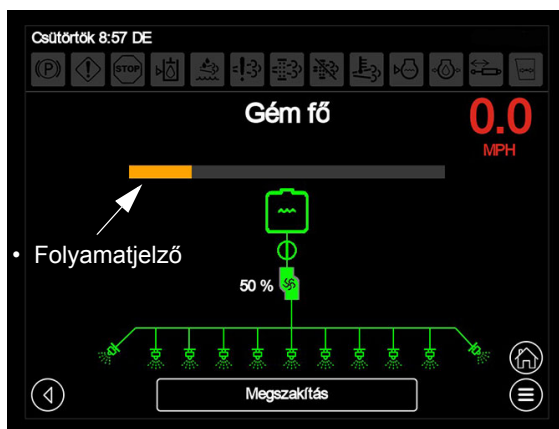 Csütörtök 8:57 DE
(P)
STOP
Gém fő
0.0
MPH
• Folyamatjelző
50 %
Megszakítás